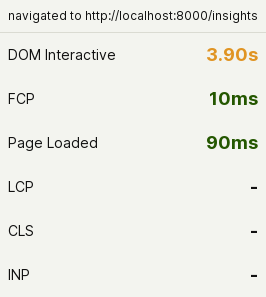 navigated to http://localhost:8000/insights
DOM Interactive 3.90s
FCP 10ms
Page Loaded 90ms
LCP -
CLS -
INP -